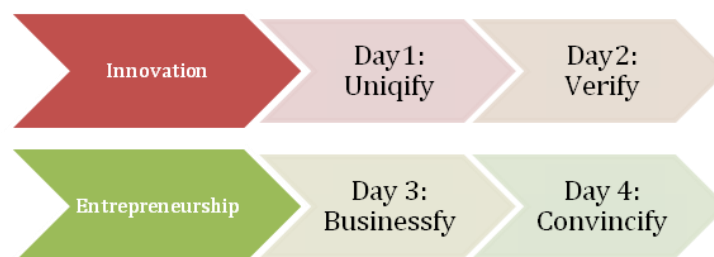 Innovation
Day1:
Uniqify
Day2:
Verify
Entrepreneurship
Day 3:
Businessfy
Day 4:
Convincify